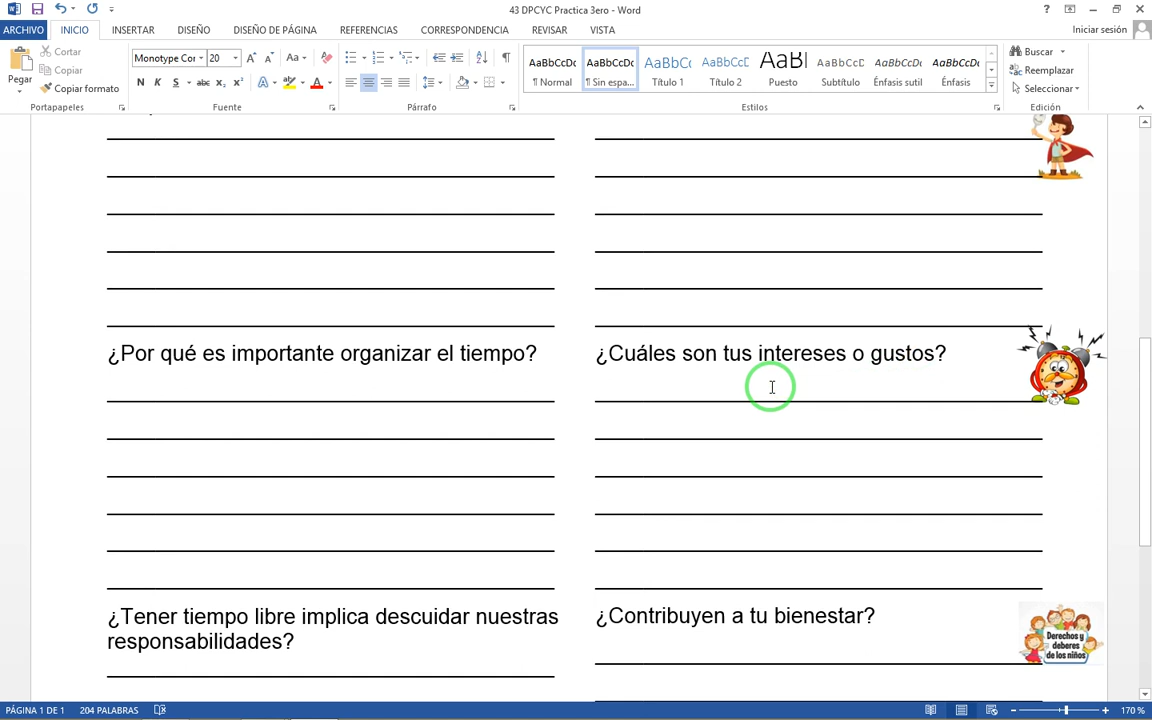 43 DPCYC Practica 3ero - Word
ARCHIVO INICIO INSERTAR DISEÑO DISEÑO DE PÁGINA REFERENCIAS CORRESPONDENCIA REVISAR VISTA Iniciar sesión
Pegar
Cortar
Copiar
Copiar formato
Portapapeles
Monotype Cor 20
Fuente
Párrafo
AaBbCcDc AaBbCcDc AaBbC AaBbCcD AaB AaBbCcD AaBbCcDc AaBbCcDc
¶ Normal ¶ Sin espa... Título 1 Título 2 Puesto Subtítulo Énfasis sutil Énfasis
Estilos
Buscar
Reemplazar
Seleccionar
Edición
¿Por qué es importante organizar el tiempo?
¿Cuáles son tus intereses o gustos?
¿Tener tiempo libre implica descuidar nuestras
responsabilidades?
¿Contribuyen a tu bienestar?
Derechos y
deberes
de los niños
PÁGINA 1 DE 1 204 PALABRAS 170 %